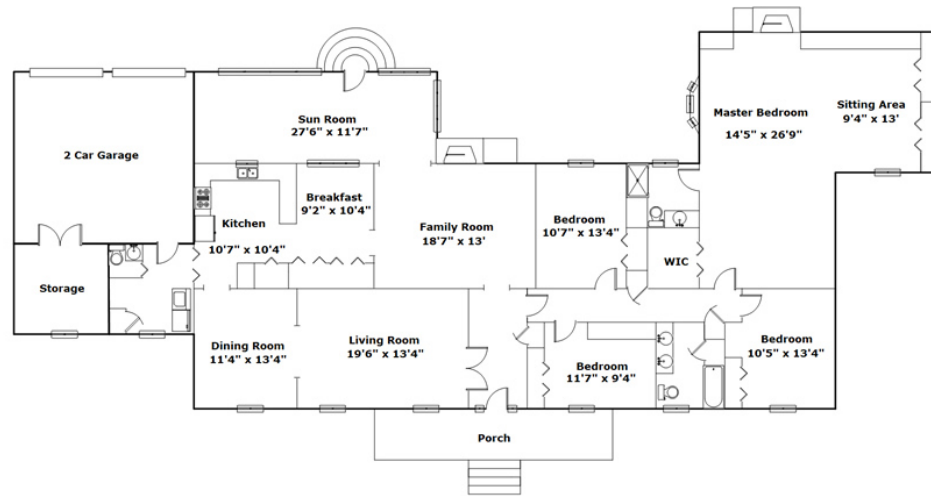 Master Bedroom
14'5" x 26'9"
Sitting Area
9'4" x 13'
Sun Room
27'6" x 11'7"
2 Car Garage
Breakfast
9'2" x 10'4"
Kitchen
10'7" x 10'4"
Family Room
18'7" x 13'
Bedroom
10'7" x 13'4"
WIC
Storage
Dining Room
11'4" x 13'4"
Living Room
19'6" x 13'4"
Bedroom
11'7" x 9'4"
Bedroom
10'5" x 13'4"
Porch